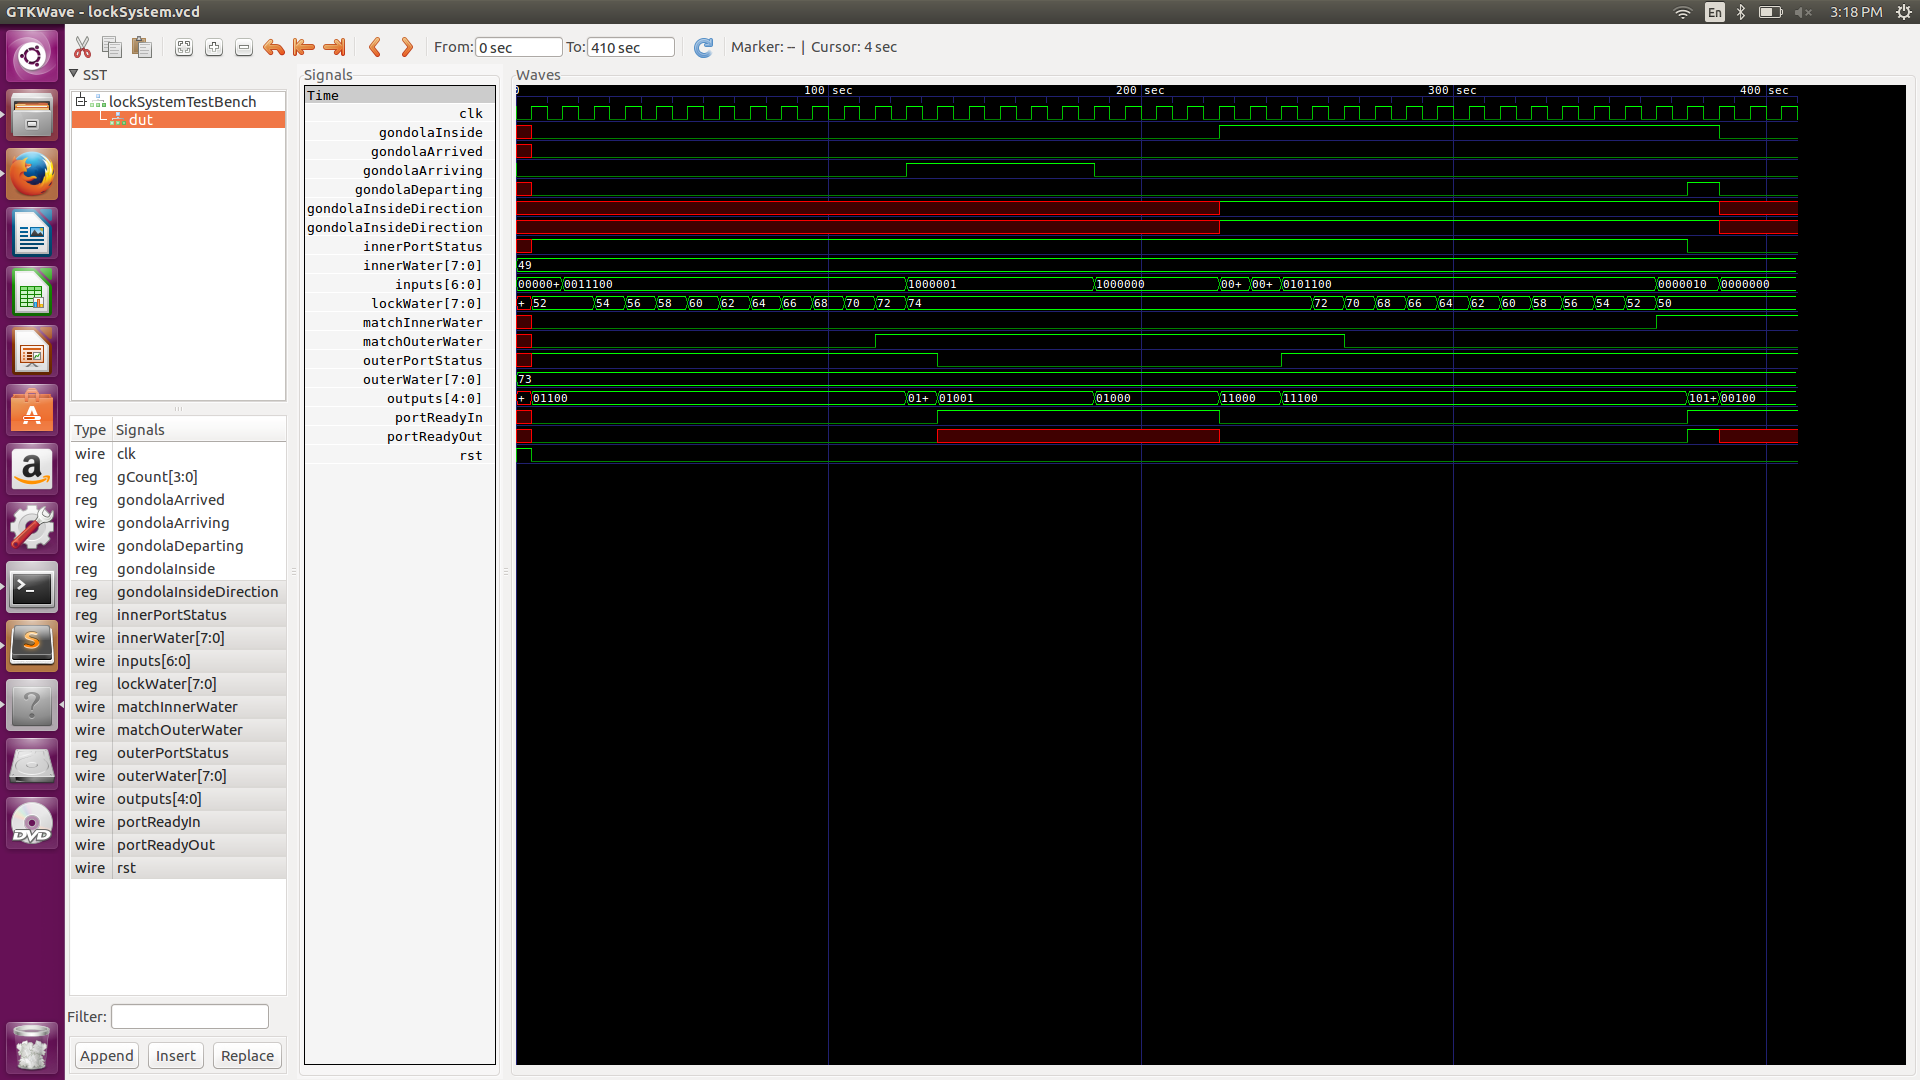 GTKWave - lockSystem.vcd
En
3:18 PM
From: 0 sec To: 410 sec Marker: -- | Cursor: 4 sec
SST
lockSystemTestBench
dut
Type Signals
wire clk
reg gCount[3:0]
reg gondolaArrived
wire gondolaArriving
wire gondolaDeparting
reg gondolaInside
reg gondolaInsideDirection
reg innerPortStatus
wire innerWater[7:0]
wire inputs[6:0]
reg lockWater[7:0]
wire matchInnerWater
wire matchOuterWater
reg outerPortStatus
wire outerWater[7:0]
wire outputs[4:0]
wire portReadyIn
wire portReadyOut
wire rst
Filter:
Append Insert Replace
Signals
Time
clk
gondolaInside
gondolaArrived
gondolaArriving
gondolaDeparting
gondolaInsideDirection
gondolaInsideDirection
innerPortStatus
innerWater[7:0]
inputs[6:0]
lockWater[7:0]
matchInnerWater
matchOuterWater
outerPortStatus
outerWater[7:0]
outputs[4:0]
portReadyIn
portReadyOut
rst
Waves
0 100 sec 200 sec 300 sec 400 sec
49
00000+ 0011100 1000001 1000000 00+ 00+ 0101100 0000010 0000000
+ 52 54 56 58 60 62 64 66 68 70 72 74 72 70 68 66 64 62 60 58 56 54 52 50
73
+ 01100 01+ 01001 01000 11000 11100 101+ 00100
a
S
?
DVD